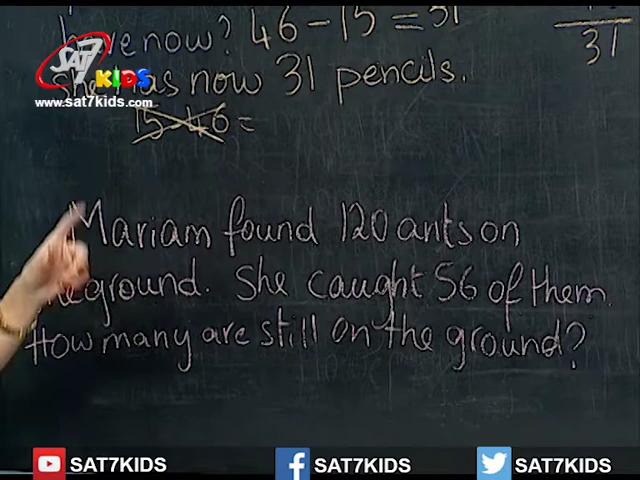 have now? 46 - 15 = 31
31
She has now 31 pencils.
15-46 =
SAT7
KIDS
www.sat7kids.com
Mariam found 120 ants on
ground. She caught 56 of them.
How many are still on the ground?
SAT7KIDS
SAT7KIDS
SAT7KIDS